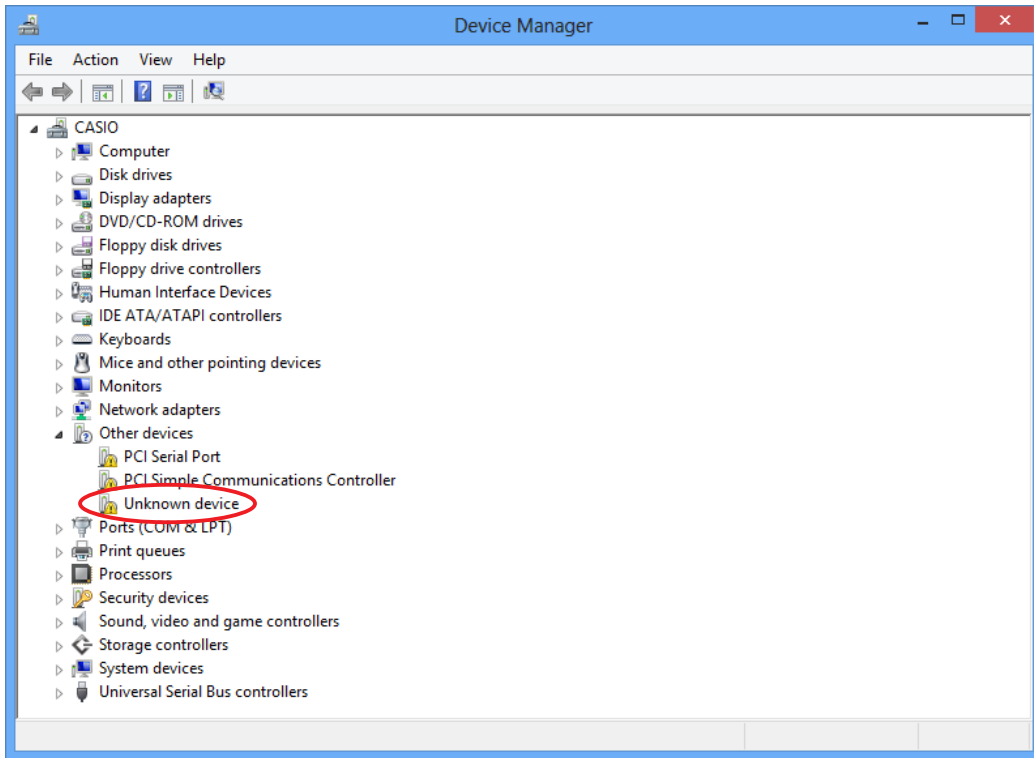 Device Manager
File Action View Help
CASIO
Computer
Disk drives
Display adapters
DVD/CD-ROM drives
Floppy disk drives
Floppy drive controllers
Human Interface Devices
IDE ATA/ATAPI controllers
Keyboards
Mice and other pointing devices
Monitors
Network adapters
Other devices
PCI Serial Port
PCI Simple Communications Controller
Unknown device
Ports (COM & LPT)
Print queues
Processors
Security devices
Sound, video and game controllers
Storage controllers
System devices
Universal Serial Bus controllers